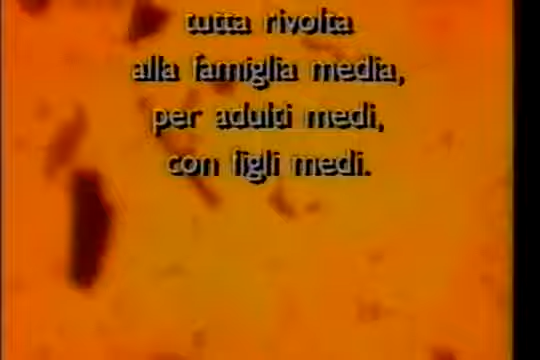 tutta rivolta
alla famiglia media,
per adulti medi,
con figli medi.